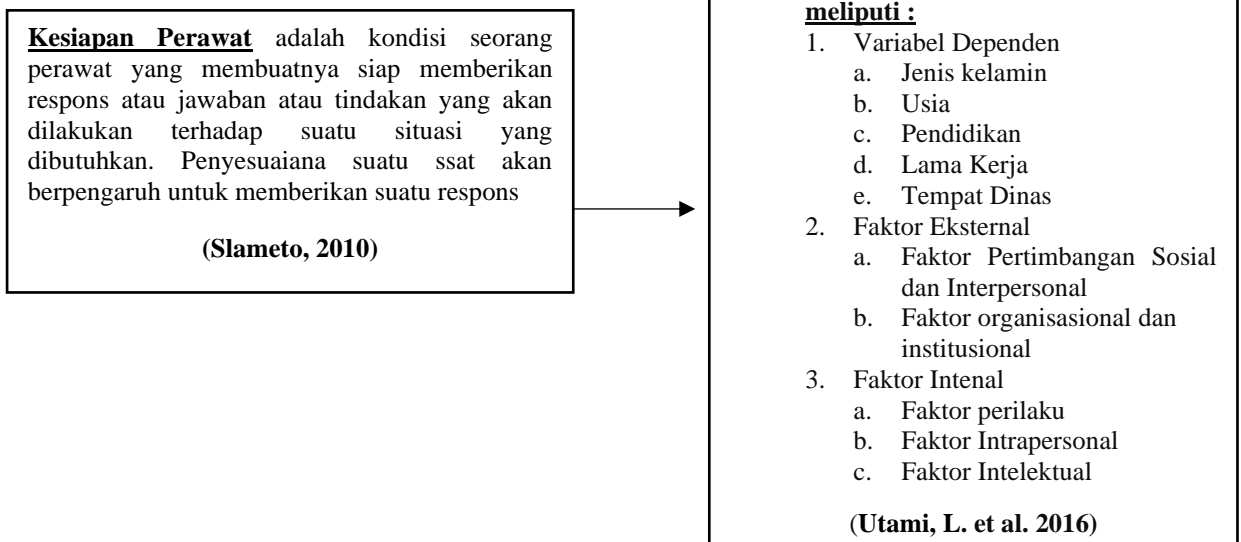 Kesiapan Perawat adalah kondisi seorang
perawat yang membuatnya siap memberikan
respons atau jawaban atau tindakan yang akan
dilakukan terhadap suatu situasi yang
dibutuhkan. Penyesuaiana suatu ssat akan
berpengaruh untuk memberikan suatu respons
(Slameto, 2010)
meliputi :
1. Variabel Dependen
a. Jenis kelamin
b. Usia
c. Pendidikan
d. Lama Kerja
e. Tempat Dinas
2. Faktor Eksternal
a. Faktor Pertimbangan Sosial
dan Interpersonal
b. Faktor organisasional dan
institusional
3. Faktor Intenal
a. Faktor perilaku
b. Faktor Intrapersonal
c. Faktor Intelektual
(Utami, L. et al. 2016)